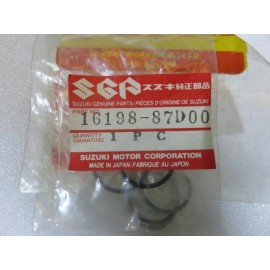 SGP スズキ純正部品
SUZUKI GENUINE PARTS/PIÈCES D'ORIGINE DE SUZUKI
16198-87D00
QUANTITY
(QUANTITÉ)
1 PC
SUZUKI MOTOR CORPORATION
MADE IN JAPAN/FABRIQUÉ AU JAPON